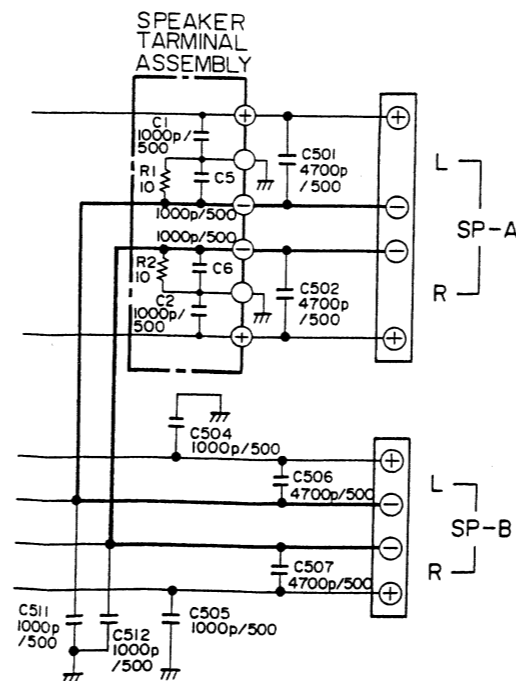 SPEAKER
TARMINAL
ASSEMBLY
C1
1000p/
500
R1
10
C5
1000p/500
C501
4700p
/500
1000p/500
R2
10
C6
C2
1000p/
500
C502
4700p
/500
+
−
−
+
+
−
−
+
L
SP-A
R
C504
1000p/500
C506
4700p/500
C507
4700p/500
+
−
−
+
L
SP-B
R
C511
1000p
/500
C512
1000p
/500
C505
1000p/500